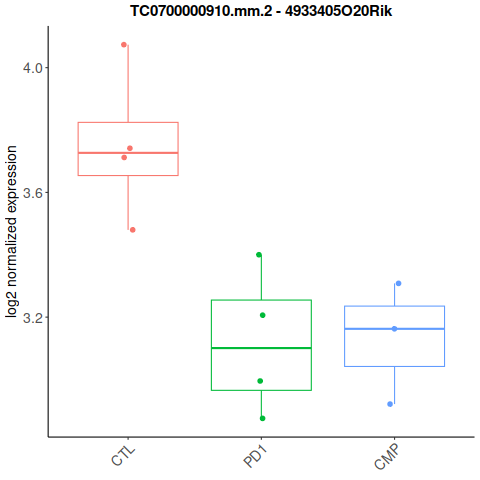 TC0700000910.mm.2 - 4933405O20Rik
log2 normalized expression
4.0
3.6
3.2
CTL
PD1
CMP